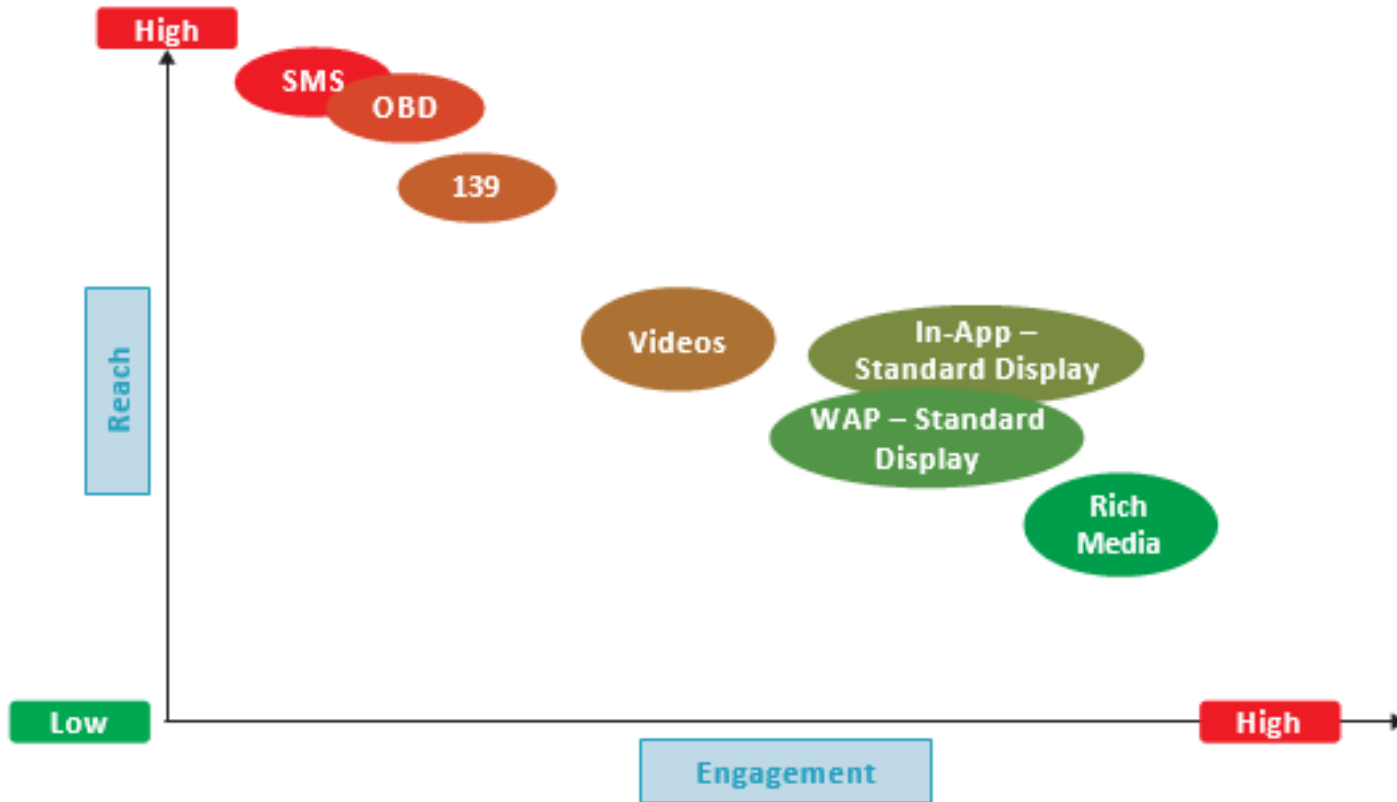 High
SMS
OBD
139
Reach
Videos
In-App –
Standard Display
WAP – Standard
Display
Rich
Media
Low
High
Engagement